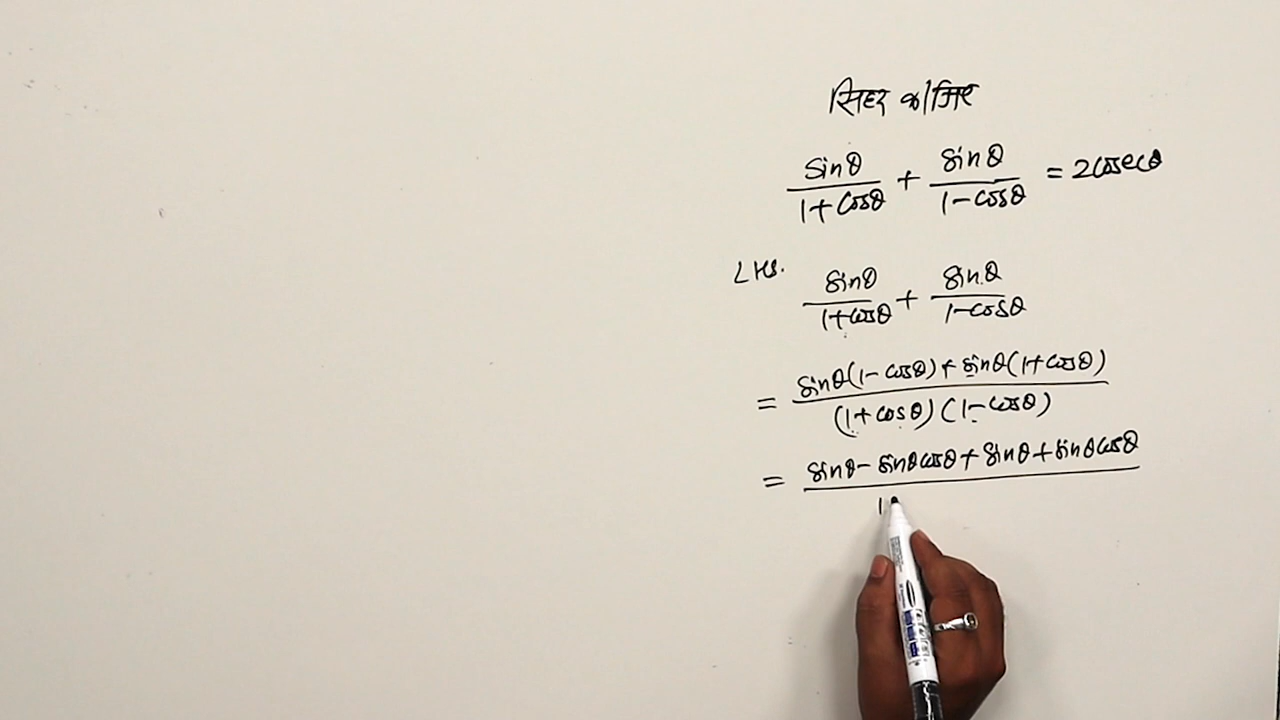 सिद्ध कीजिए
sinθ/(1+cosθ) + sinθ/(1-cosθ) = 2cosecθ
LHS. sinθ/(1+cosθ) + sinθ/(1-cosθ)
= (sinθ(1-cosθ)+sinθ(1+cosθ))/((1+cosθ)(1-cosθ))
= sinθ-sinθcosθ+sinθ+sinθcosθ
1